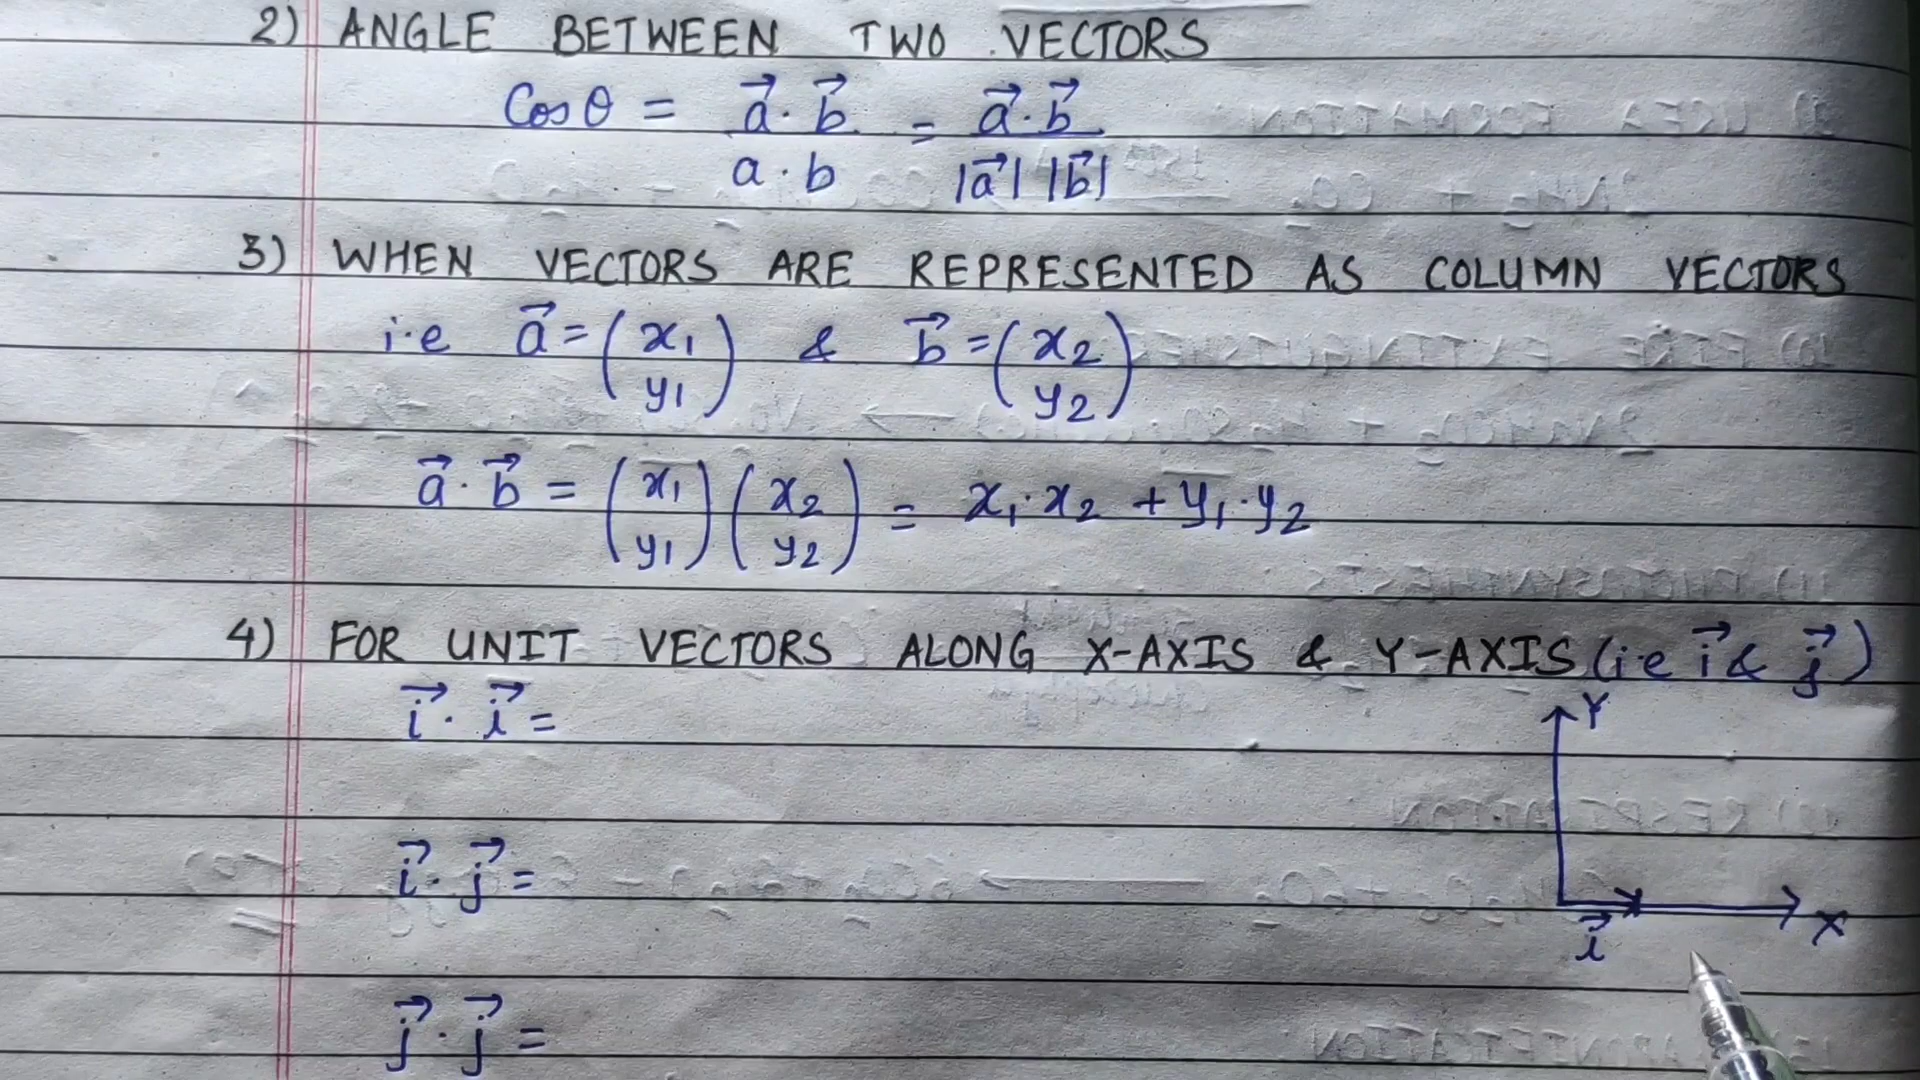 2) ANGLE BETWEEN TWO VECTORS
Cos θ = a⃗ · b⃗ / a · b = a⃗ · b⃗ / |a⃗| |b⃗|
3) WHEN VECTORS ARE REPRESENTED AS COLUMN VECTORS
i.e a⃗ = (x₁ y₁) & b⃗ = (x₂ y₂)
a⃗ · b⃗ = (x₁ y₁) (x₂ y₂) = x₁ · x₂ + y₁ · y₂
4) FOR UNIT VECTORS ALONG X-AXIS & Y-AXIS (i.e i⃗ & j⃗)
i⃗ · i⃗ =
Y
i⃗ · j⃗ =
X
i⃗
j⃗ · j⃗ =